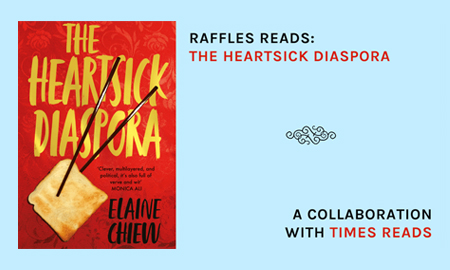 THE
HEARTSICK
DIASPORA
'Clever, multilayered, and
political, it's also full of
verve and wit'
MONICA ALI
ELAINE
CHIEW
RAFFLES READS:
THE HEARTSICK DIASPORA
A COLLABORATION
WITH TIMES READS